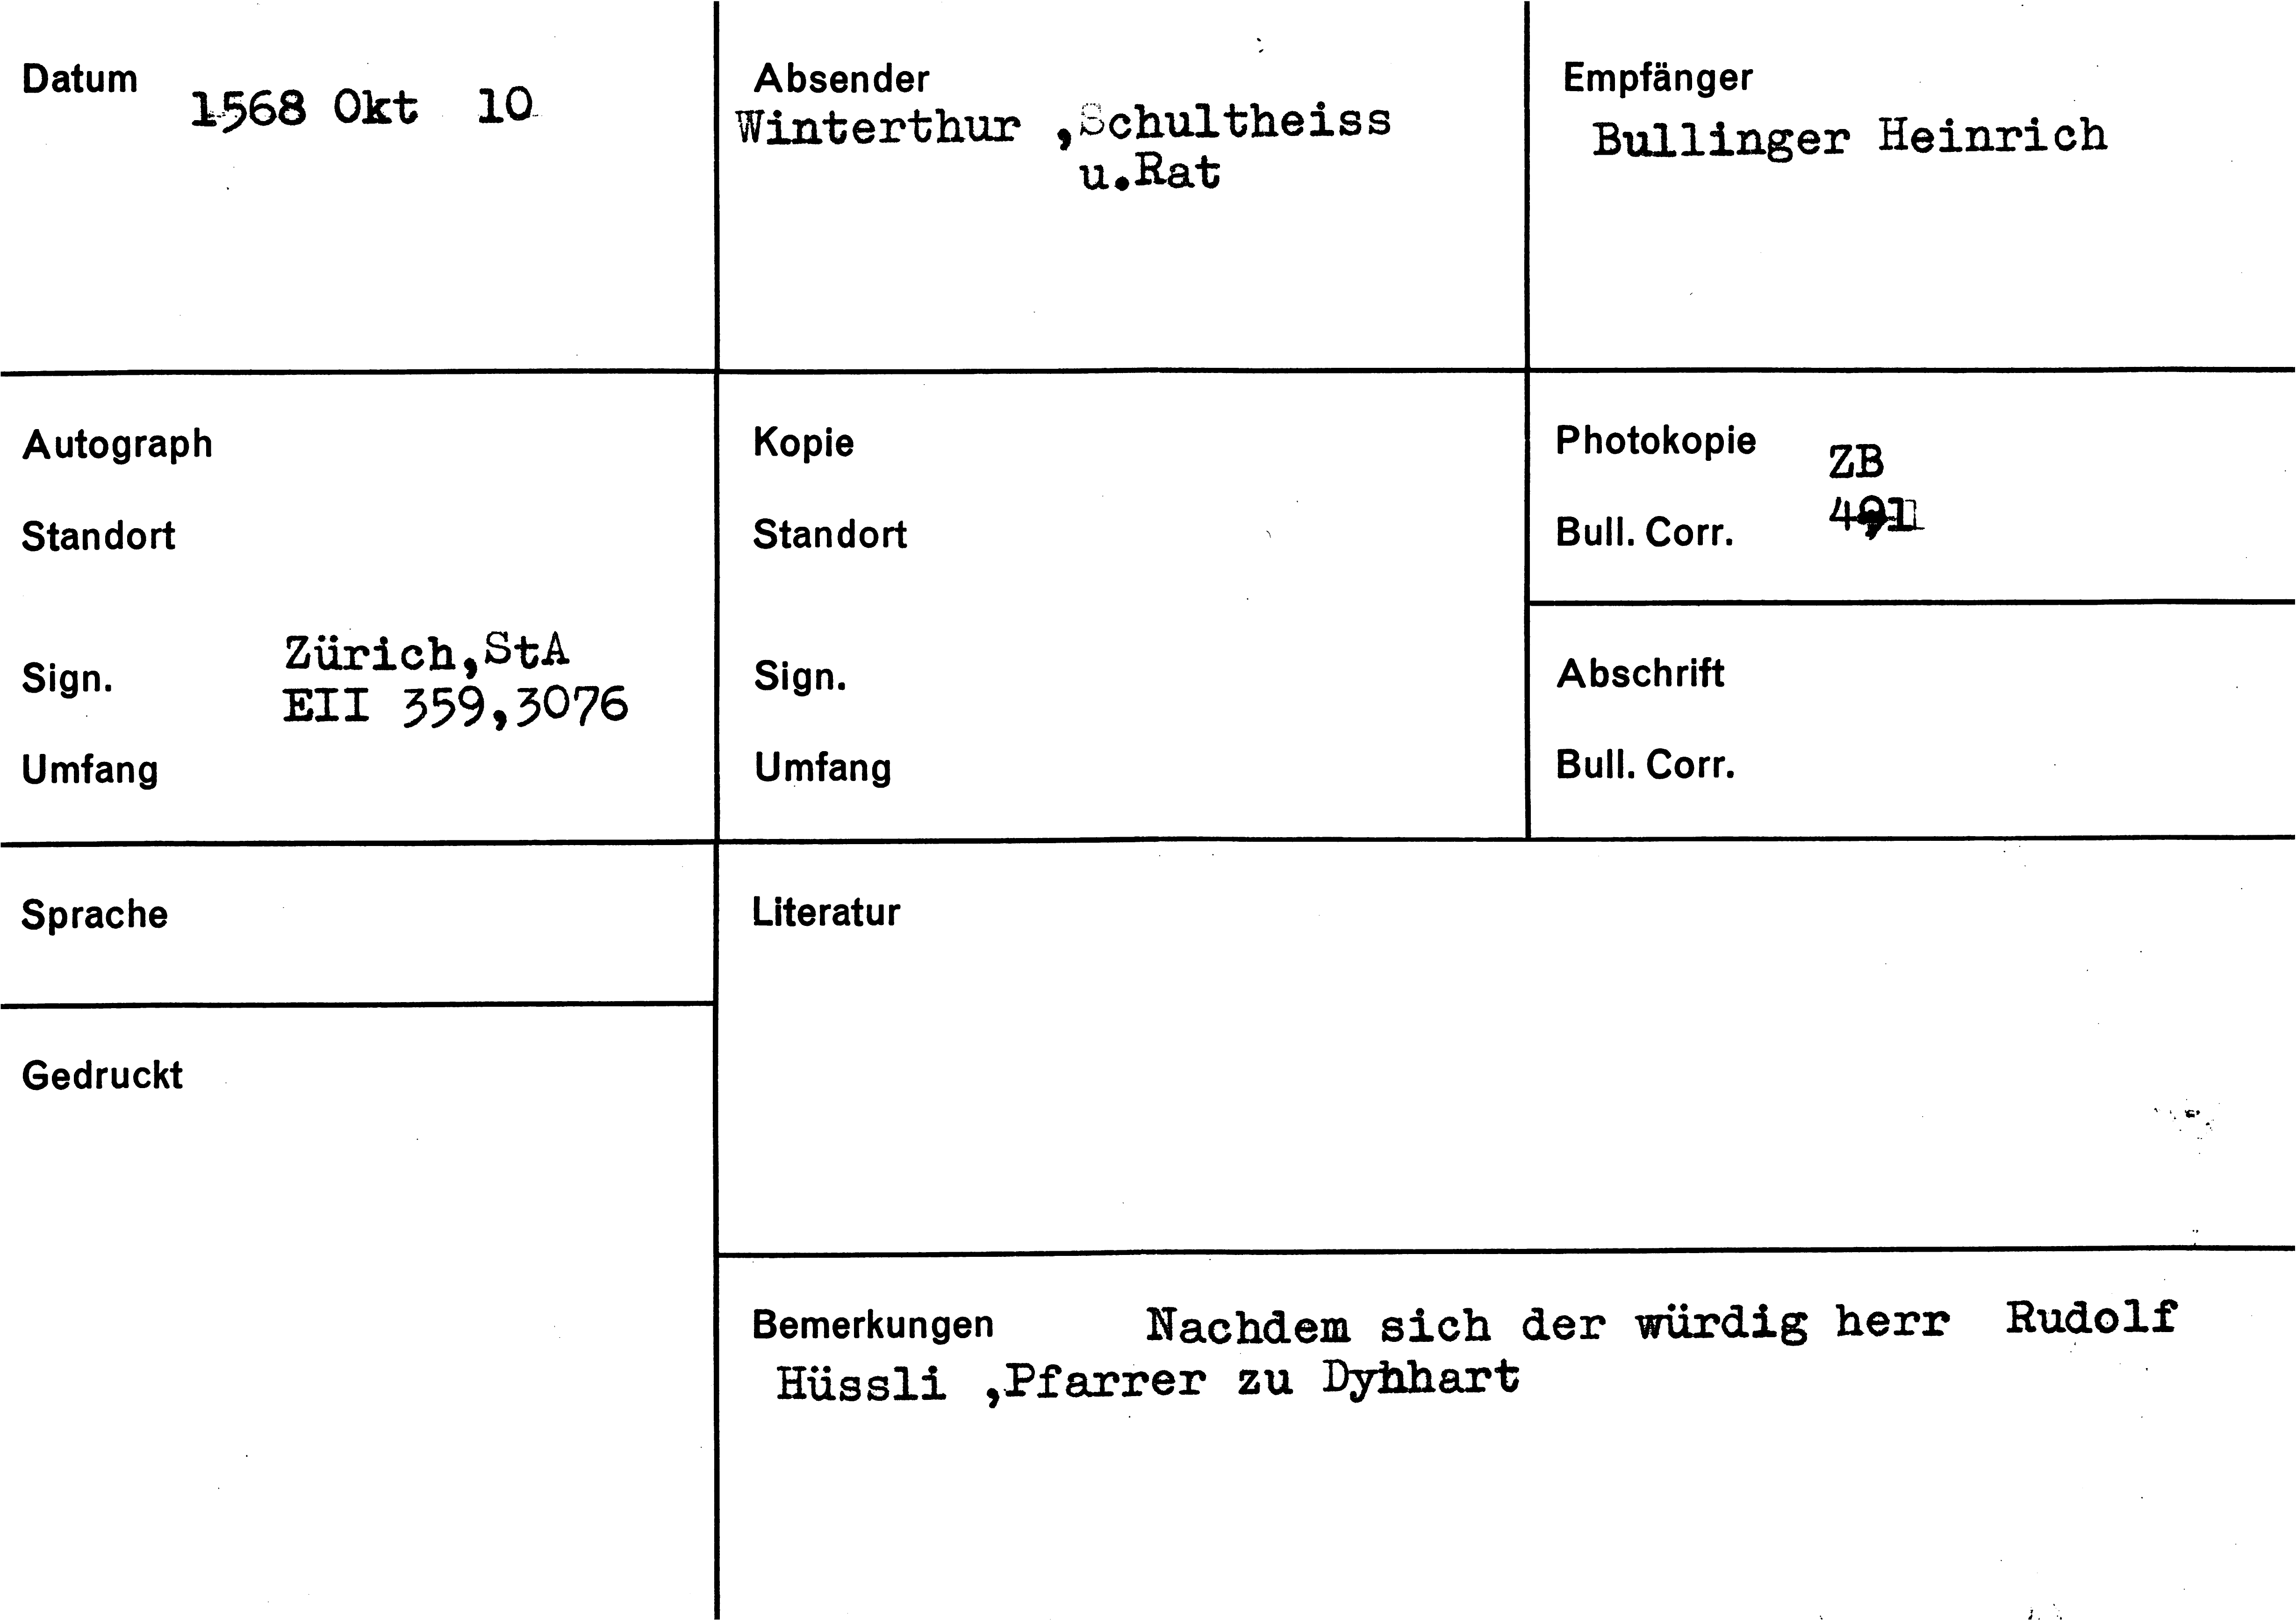 Datum 1568 Okt 10
Absender
Winterthur ,Schultheiss
u.Rat
Empfänger
Bullinger Heinrich
Autograph
Standort
Sign. Zürich,StA
EII 359,3076
Umfang
Kopie
Standort
Sign.
Umfang
Photokopie ZB
Bull. Corr.
Abschrift
Bull. Corr.
Sprache
Literatur
Gedruckt
Bemerkungen Nachdem sich der würdig herr Rudolf
Hüssli ,Pfarrer zu Dynhart